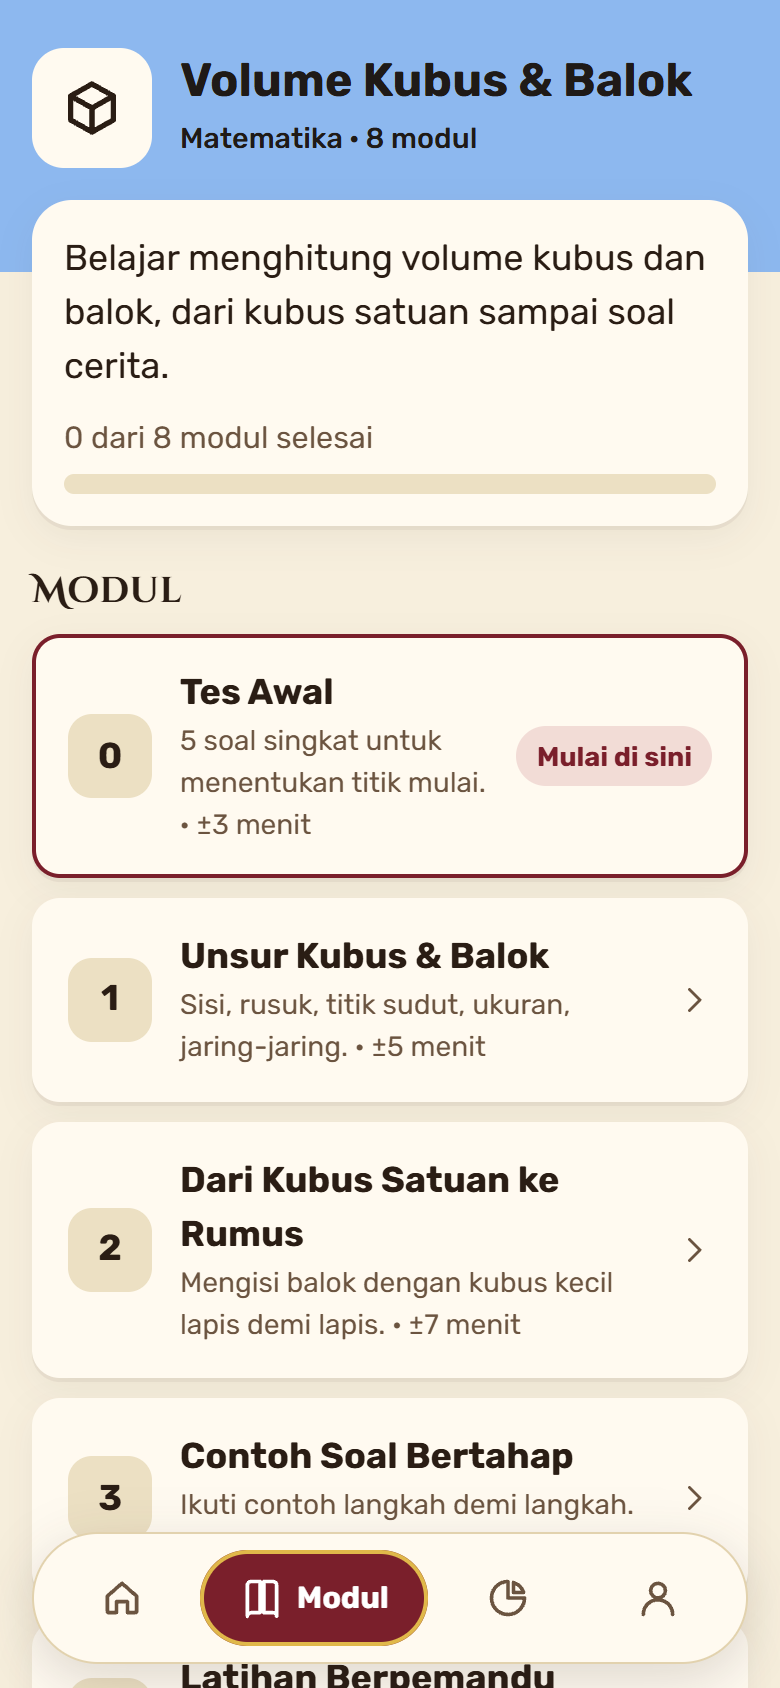 Volume Kubus & Balok
Matematika • 8 modul
Belajar menghitung volume kubus dan
balok, dari kubus satuan sampai soal
cerita.
0 dari 8 modul selesai
MODUL
0
Tes Awal
5 soal singkat untuk
menentukan titik mulai.
• ±3 menit
Mulai di sini
1
Unsur Kubus & Balok
Sisi, rusuk, titik sudut, ukuran,
jaring-jaring. • ±5 menit
2
Dari Kubus Satuan ke
Rumus
Mengisi balok dengan kubus kecil
lapis demi lapis. • ±7 menit
3
Contoh Soal Bertahap
Ikuti contoh langkah demi langkah.
Modul
Latihan Berpemandu